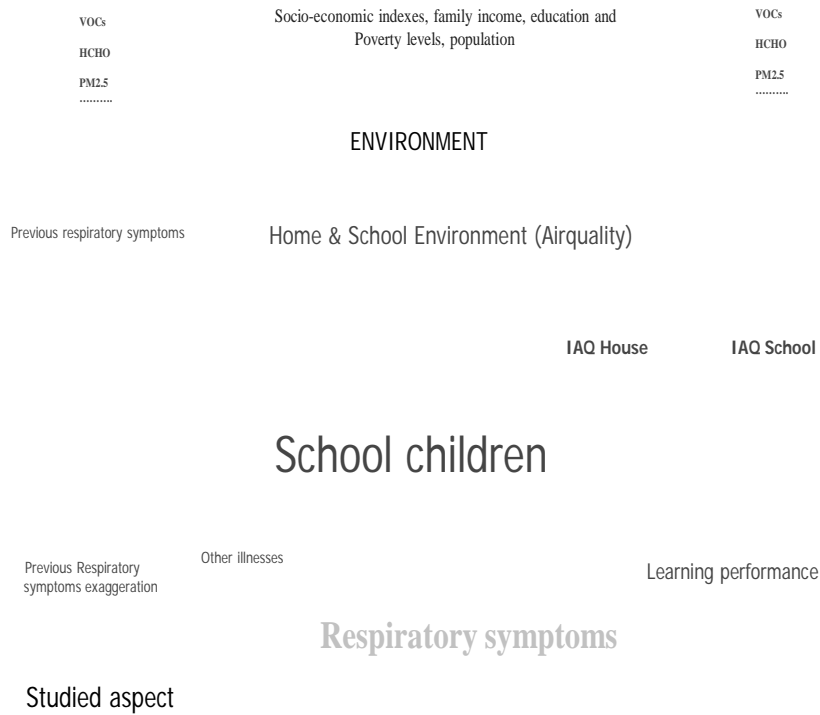 VOCs
HCHO
PM2.5
..........
Socio-economic indexes, family income, education and
Poverty levels, population
VOCs
HCHO
PM2.5
..........
ENVIRONMENT
Previous respiratory symptoms
Home & School Environment (Airquality)
IAQ House
IAQ School
School children
Previous Respiratory
symptoms exaggeration
Other illnesses
Learning performance
Respiratory symptoms
Studied aspect